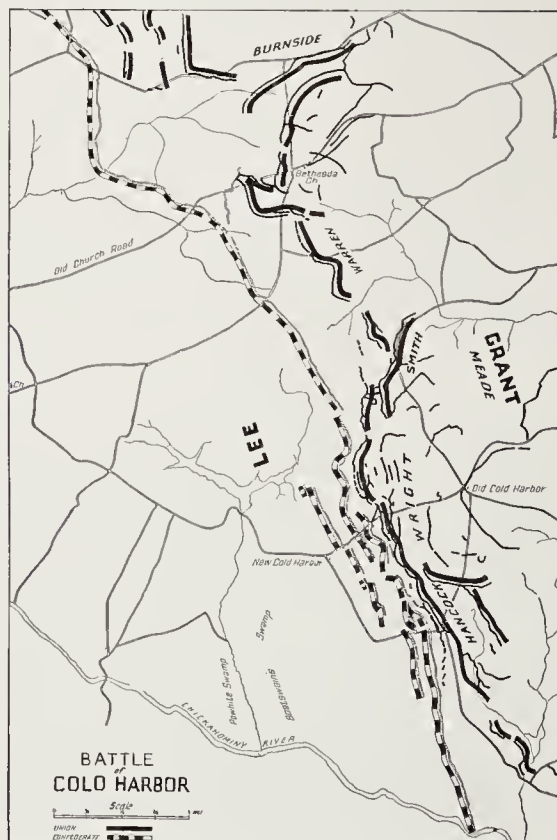 BURNSIDE
Bethesda
Ch
WARREN
Old Church Road
SMITH
GRANT
MEADE
Ch
LEE
WRIGHT
Old Cold Harbor
New Cold Harbor
HANCOCK
Powhite Swamp
Boatswains
Swamp
CHICKAHOMINY RIVER
BATTLE
of
COLD HARBOR
Scale
UNION
CONFEDERATE